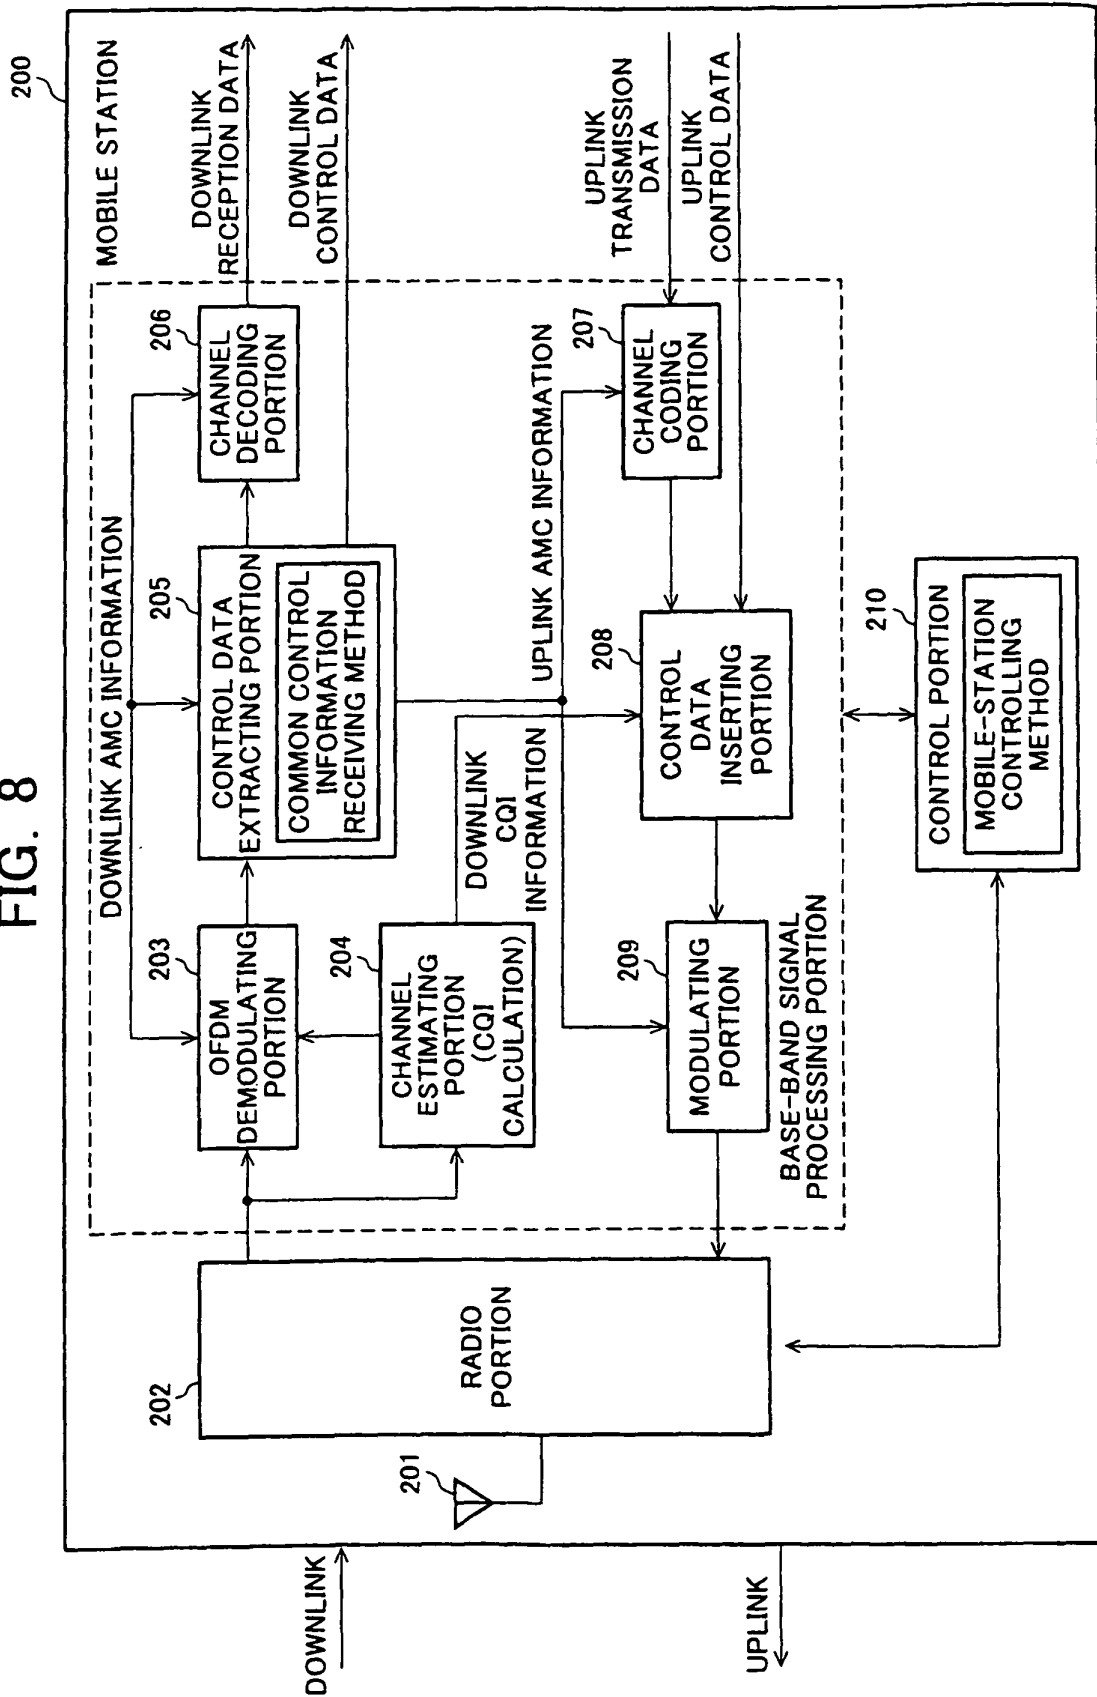 FIG. 8
200
MOBILE STATION
DOWNLINK
UPLINK
201
202
RADIO
PORTION
DOWNLINK AMC INFORMATION
203
OFDM
DEMODULATING
PORTION
204
CHANNEL
ESTIMATING
PORTION
(CQI
CALCULATION)
205
CONTROL DATA
EXTRACTING PORTION
COMMON CONTROL
INFORMATION
RECEIVING METHOD
206
CHANNEL
DECODING
PORTION
DOWNLINK
RECEPTION DATA
DOWNLINK
CONTROL DATA
DOWNLINK
CQI
INFORMATION
UPLINK AMC INFORMATION
207
CHANNEL
CODING
PORTION
UPLINK
TRANSMISSION
DATA
UPLINK
CONTROL DATA
208
CONTROL
DATA
INSERTING
PORTION
209
MODULATING
PORTION
BASE-BAND SIGNAL
PROCESSING PORTION
210
CONTROL PORTION
MOBILE-STATION
CONTROLLING
METHOD